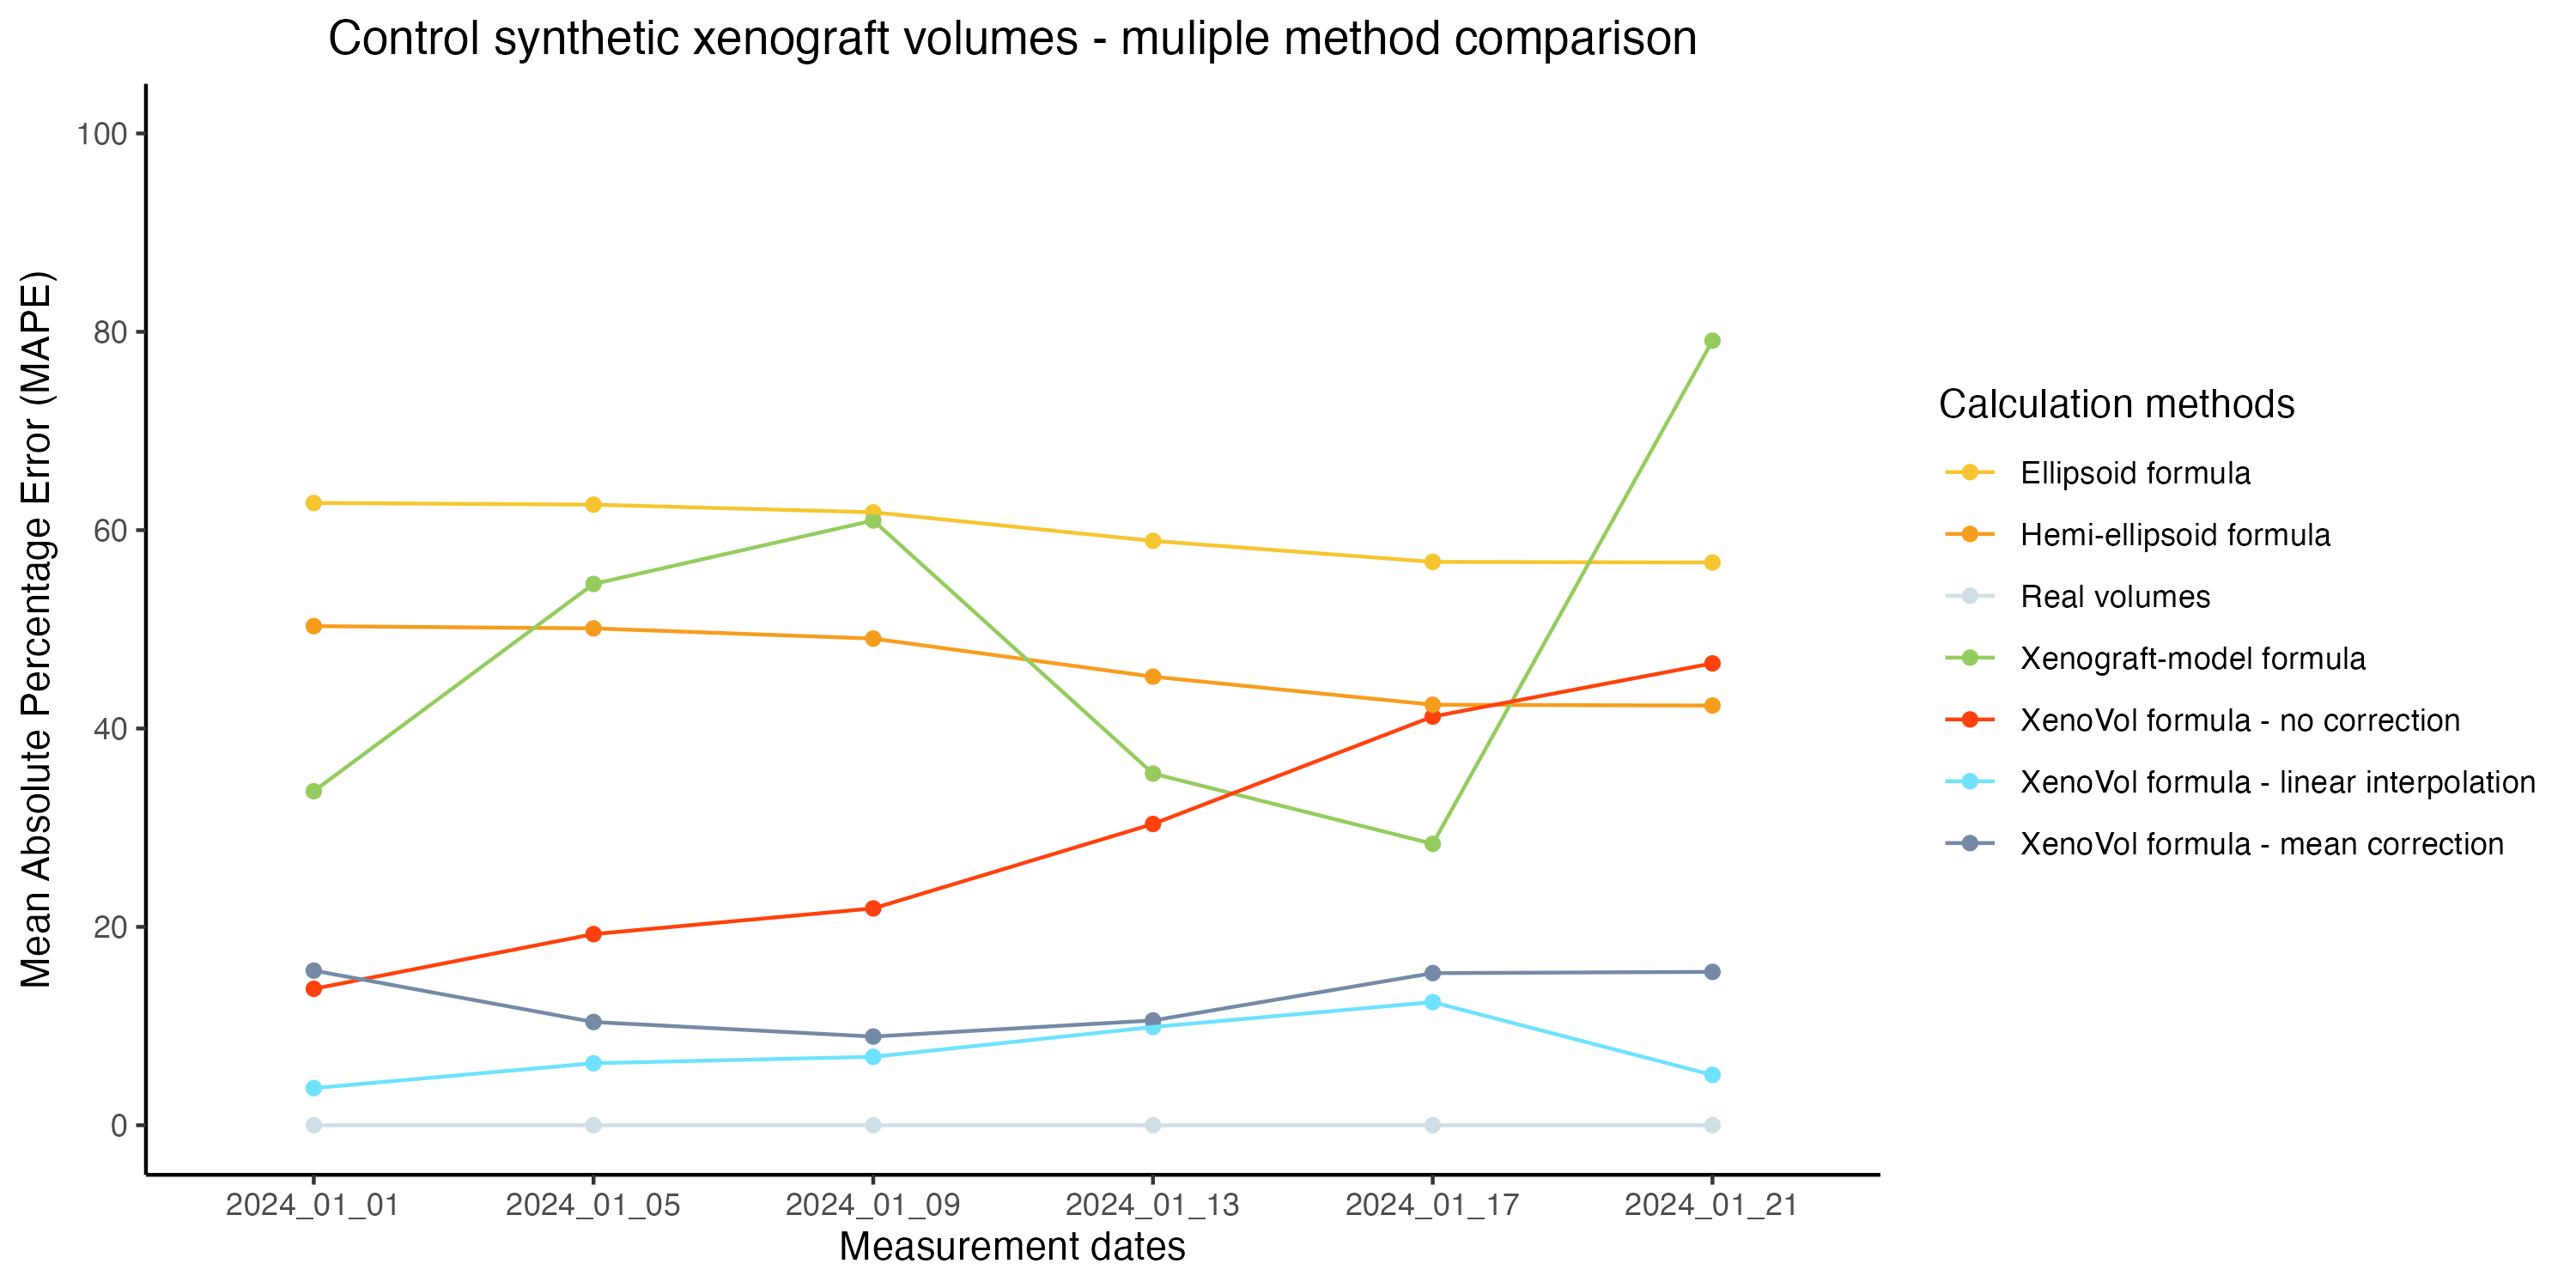 Control synthetic xenograft volumes - muliple method comparison
Mean Absolute Percentage Error (MAPE)
100
80
60
40
20
0
2024_01_01
2024_01_05
2024_01_09
2024_01_13
2024_01_17
2024_01_21
Measurement dates
Calculation methods
Ellipsoid formula
Hemi-ellipsoid formula
Real volumes
Xenograft-model formula
XenoVol formula - no correction
XenoVol formula - linear interpolation
XenoVol formula - mean correction